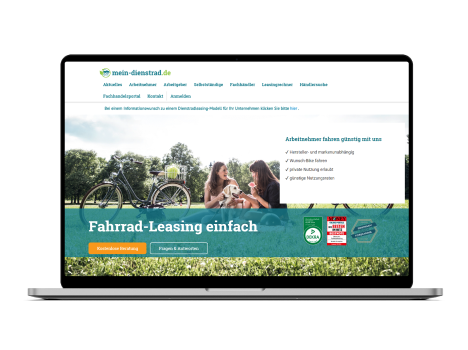 mein-dienstrad.de
Aktuelles Arbeitnehmer Arbeitgeber Selbstständige Fachhändler Leasingrechner Händlersuche
Fachhandelsportal Kontakt Anmelden
Bei einem Informationswunsch zu einem Dienstradleasing-Modell für Ihr Unternehmen klicken Sie bitte hier.
Arbeitnehmer fahren günstig mit uns
✓ Hersteller- und markenunabhängig
✓ Wunsch-Bike fahren
✓ private Nutzung erlaubt
✓ günstige Nutzungsraten
Fahrrad-Leasing einfach
Kostenlose Beratung
Fragen & Antworten
DEKRA